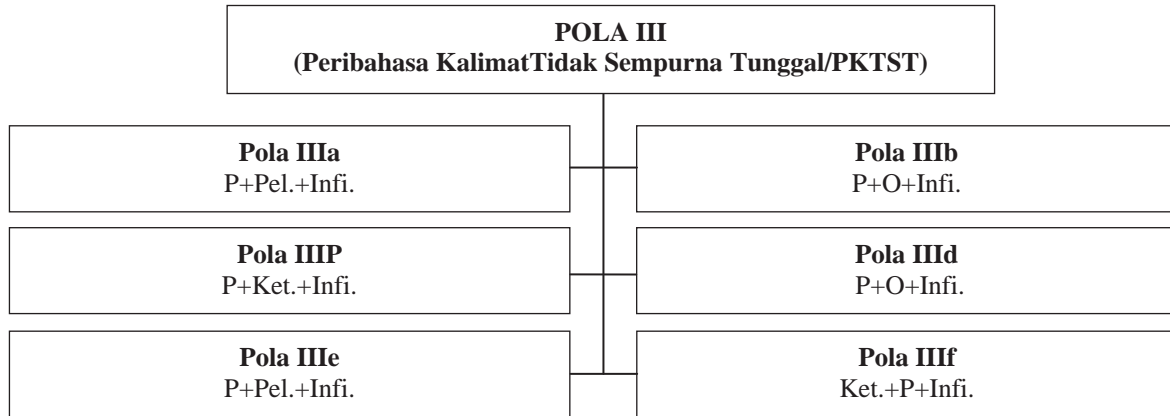 POLA III
(Peribahasa KalimatTidak Sempurna Tunggal/PKTST)
Pola IIIa
P+Pel.+Infi.
Pola IIIb
P+O+Infi.
Pola IIIP
P+Ket.+Infi.
Pola IIId
P+O+Infi.
Pola IIIe
P+Pel.+Infi.
Pola IIIf
Ket.+P+Infi.